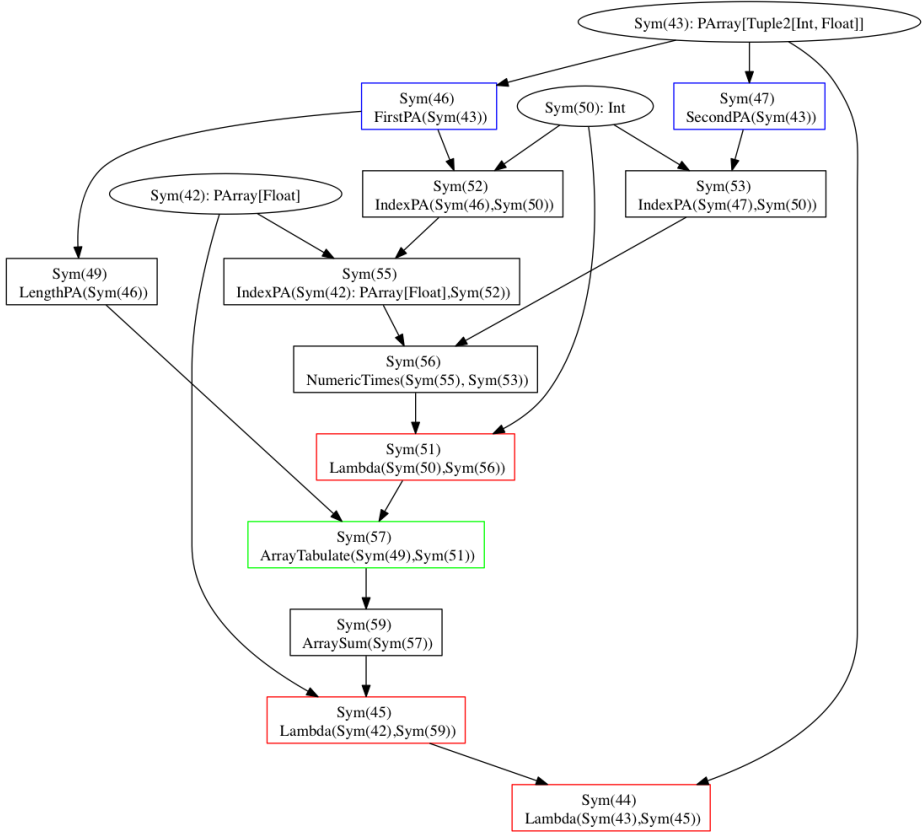 Sym(43): PArray[Tuple2[Int, Float]]
Sym(46)
FirstPA(Sym(43))
Sym(50): Int
Sym(47)
SecondPA(Sym(43))
Sym(42): PArray[Float]
Sym(52)
IndexPA(Sym(46),Sym(50))
Sym(53)
IndexPA(Sym(47),Sym(50))
Sym(49)
LengthPA(Sym(46))
Sym(55)
IndexPA(Sym(42): PArray[Float],Sym(52))
Sym(56)
NumericTimes(Sym(55), Sym(53))
Sym(51)
Lambda(Sym(50),Sym(56))
Sym(57)
ArrayTabulate(Sym(49),Sym(51))
Sym(59)
ArraySum(Sym(57))
Sym(45)
Lambda(Sym(42),Sym(59))
Sym(44)
Lambda(Sym(43),Sym(45))